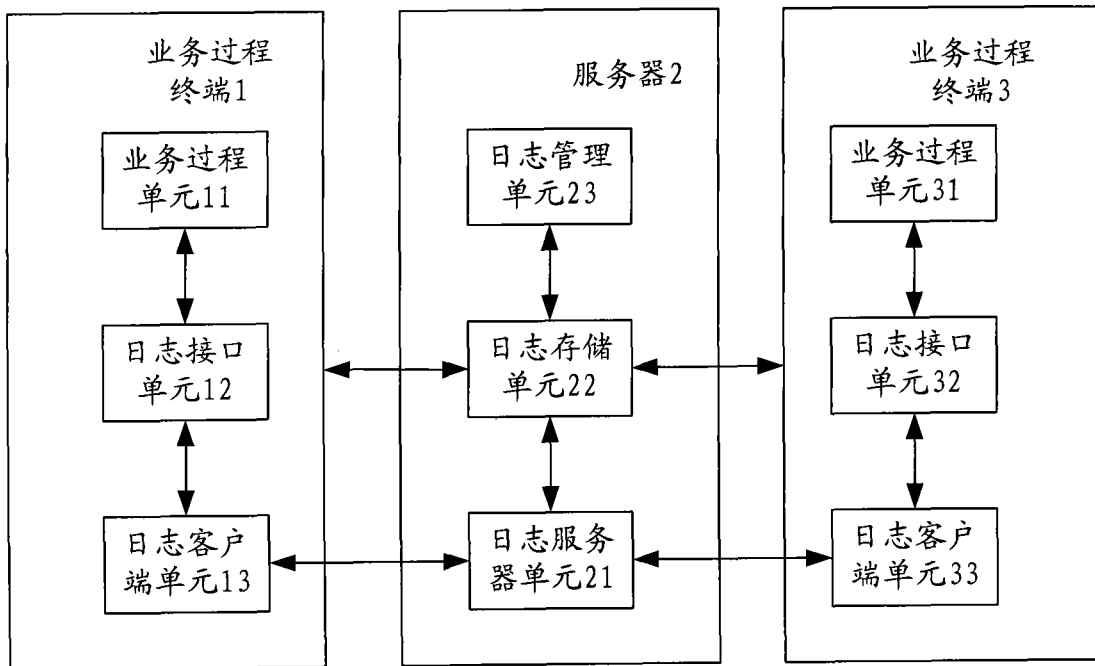 业务过程
终端1
业务过程
单元11
日志接口
单元12
日志客户
端单元13
服务器2
日志管理
单元23
日志存储
单元22
日志服务
器单元21
业务过程
终端3
业务过程
单元31
日志接口
单元32
日志客户
端单元33